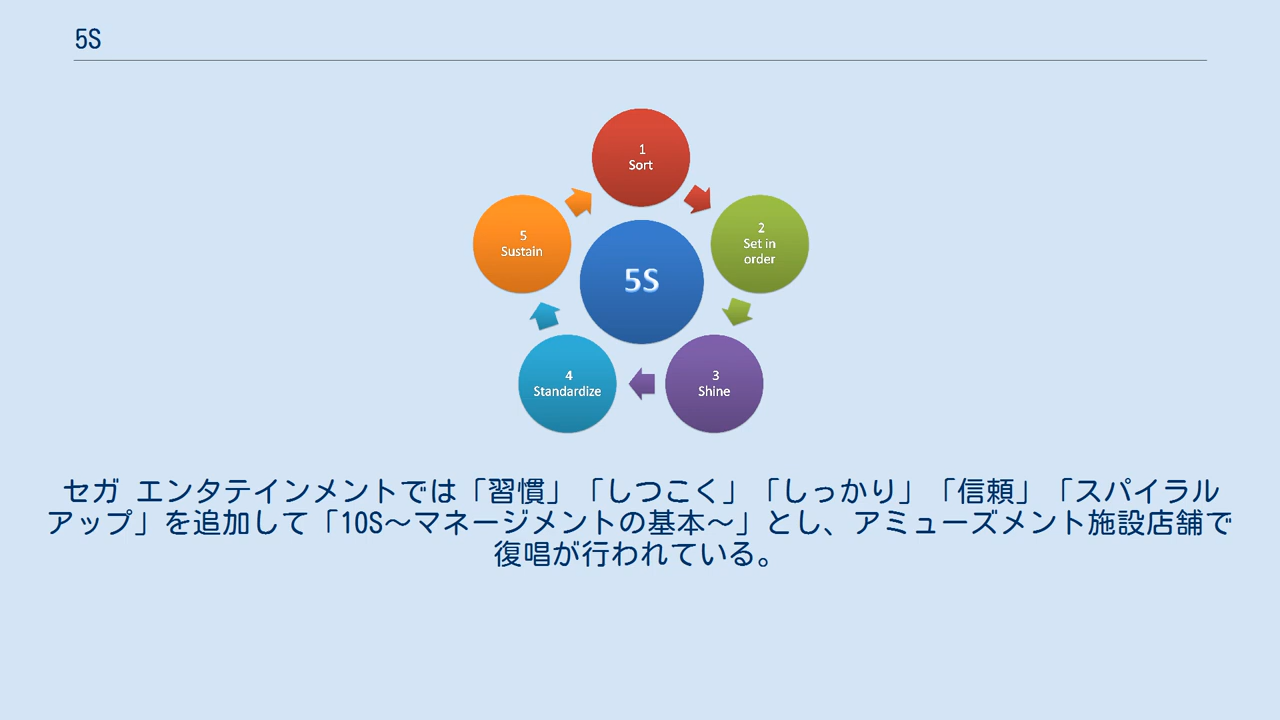 5S
1
Sort
2
Set in
order
3
Shine
4
Standardize
5
Sustain
5S
セガ エンタテインメントでは「習慣」「しつこく」「しっかり」「信頼」「スパイラル
アップ」を追加して「10S〜マネージメントの基本〜」とし、アミューズメント施設店舗で
復唱が行われている。